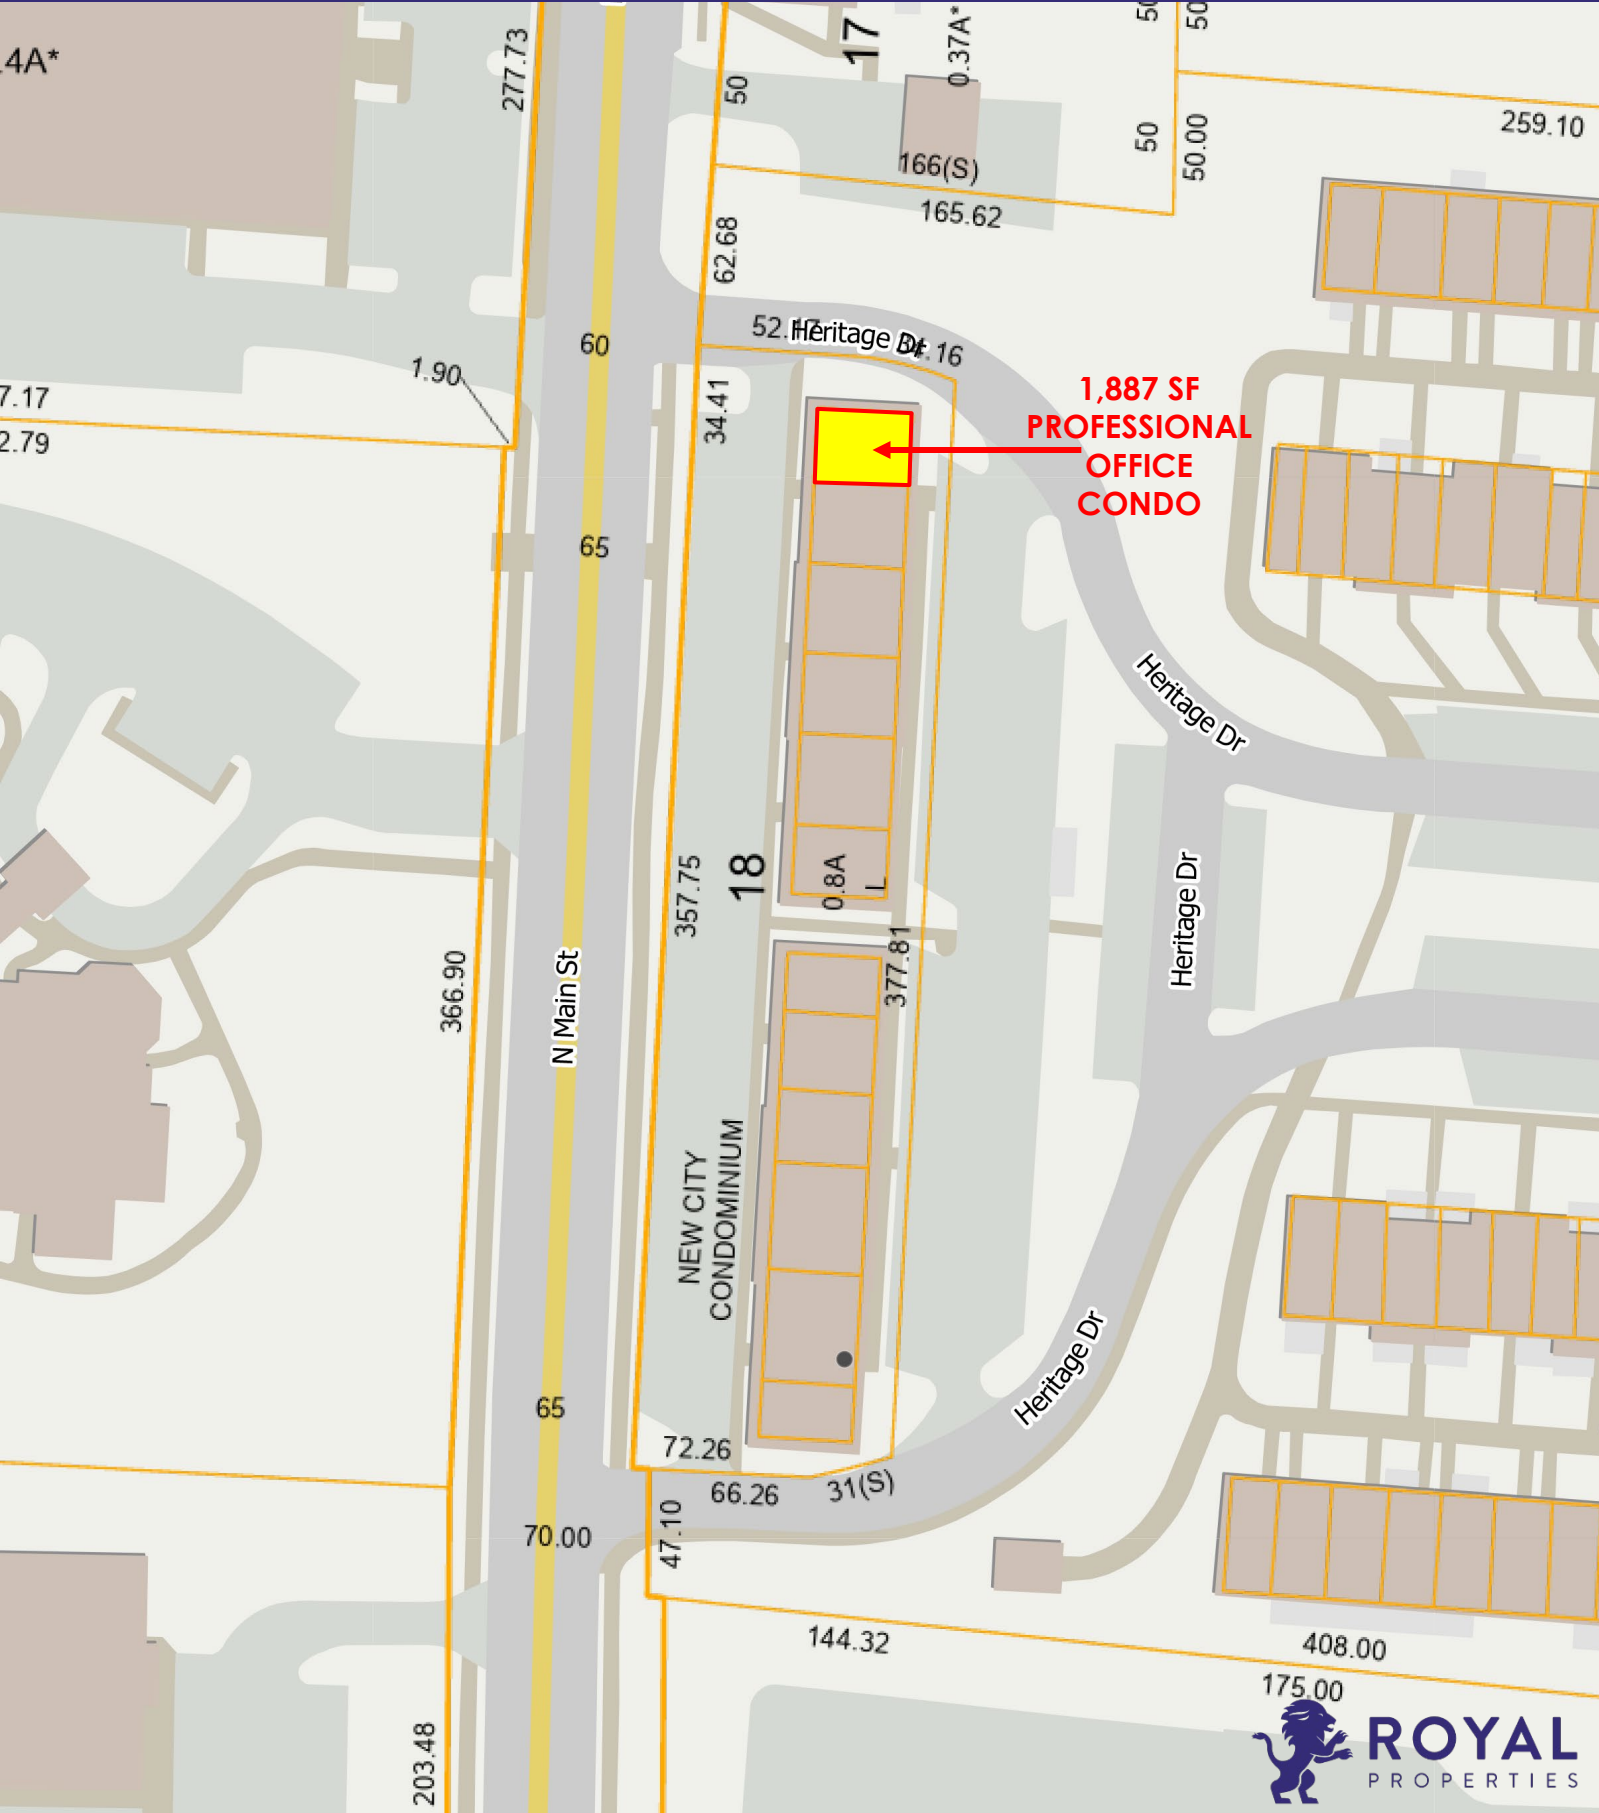 .4A*
277.73
50
17
0.37A*
50
50
50
50.00
259.10
166(S)
165.62
62.68
60
Heritage Dr
1.90
34.41
7.17
2.79
1,887 SF
PROFESSIONAL
OFFICE
CONDO
65
Heritage Dr
357.75
18
0.8A
L
Heritage Dr
377.81
366.90
N Main St
NEW CITY
CONDOMINIUM
Heritage Dr
65
72.26
66.26
31(S)
47.10
70.00
144.32
408.00
175.00
203.48
ROYAL
PROPERTIES